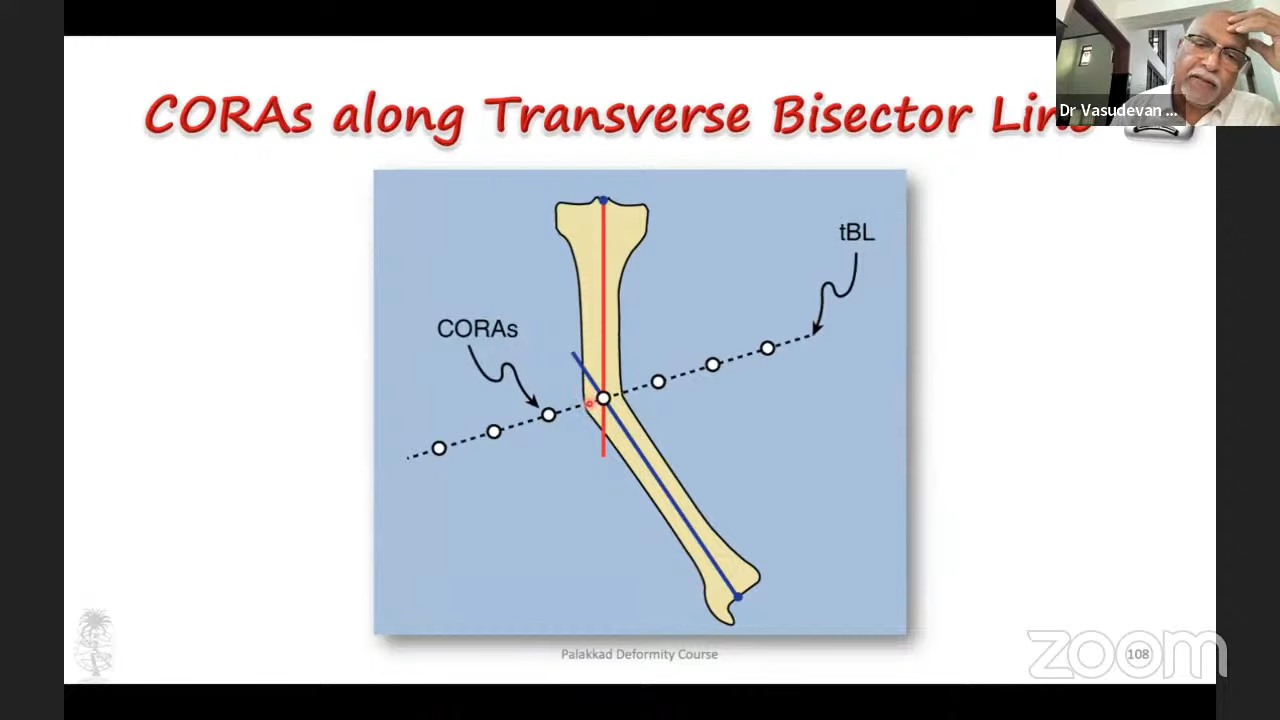 CORAs along Transverse Bisector Line
Dr Vasudevan ...
tBL
CORAs
Palakkad Deformity Course
108
zoom